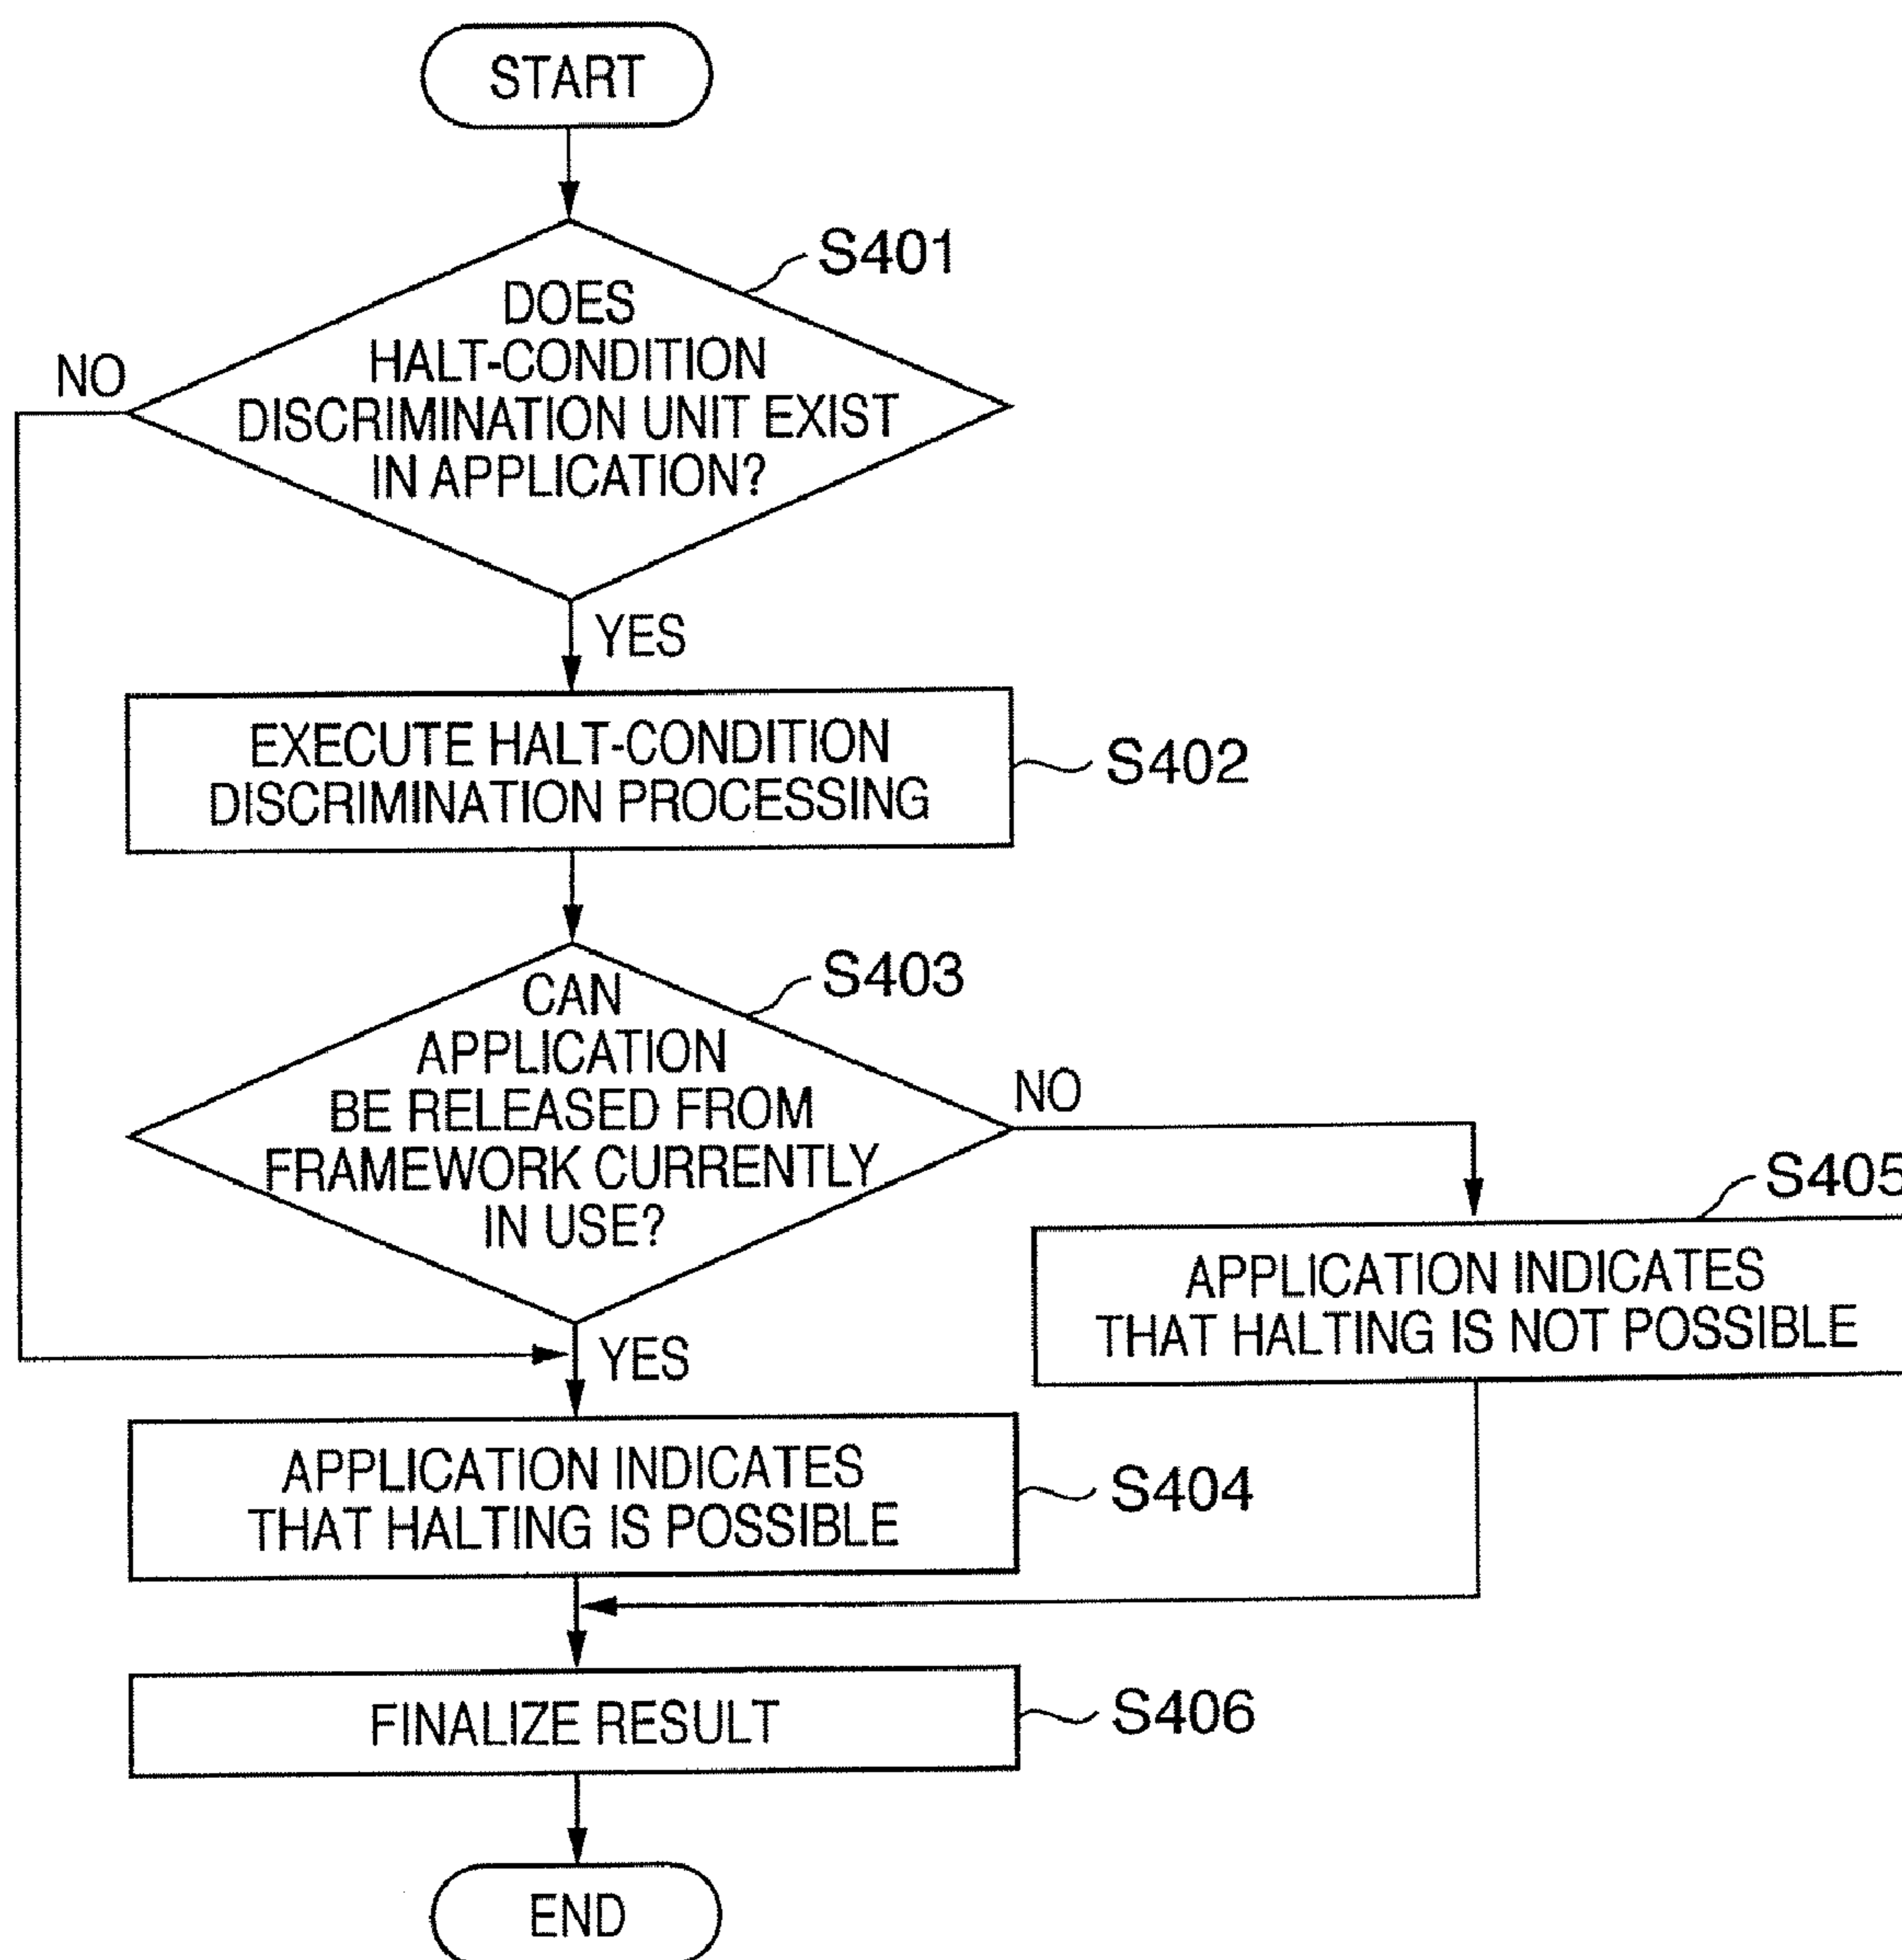 START
S401
DOES
HALT-CONDITION
DISCRIMINATION UNIT EXIST
IN APPLICATION?
NO
YES
EXECUTE HALT-CONDITION
DISCRIMINATION PROCESSING
S402
S403
CAN
APPLICATION
BE RELEASED FROM
FRAMEWORK CURRENTLY
IN USE?
NO
S405
APPLICATION INDICATES
THAT HALTING IS NOT POSSIBLE
YES
APPLICATION INDICATES
THAT HALTING IS POSSIBLE
S404
FINALIZE RESULT
S406
END